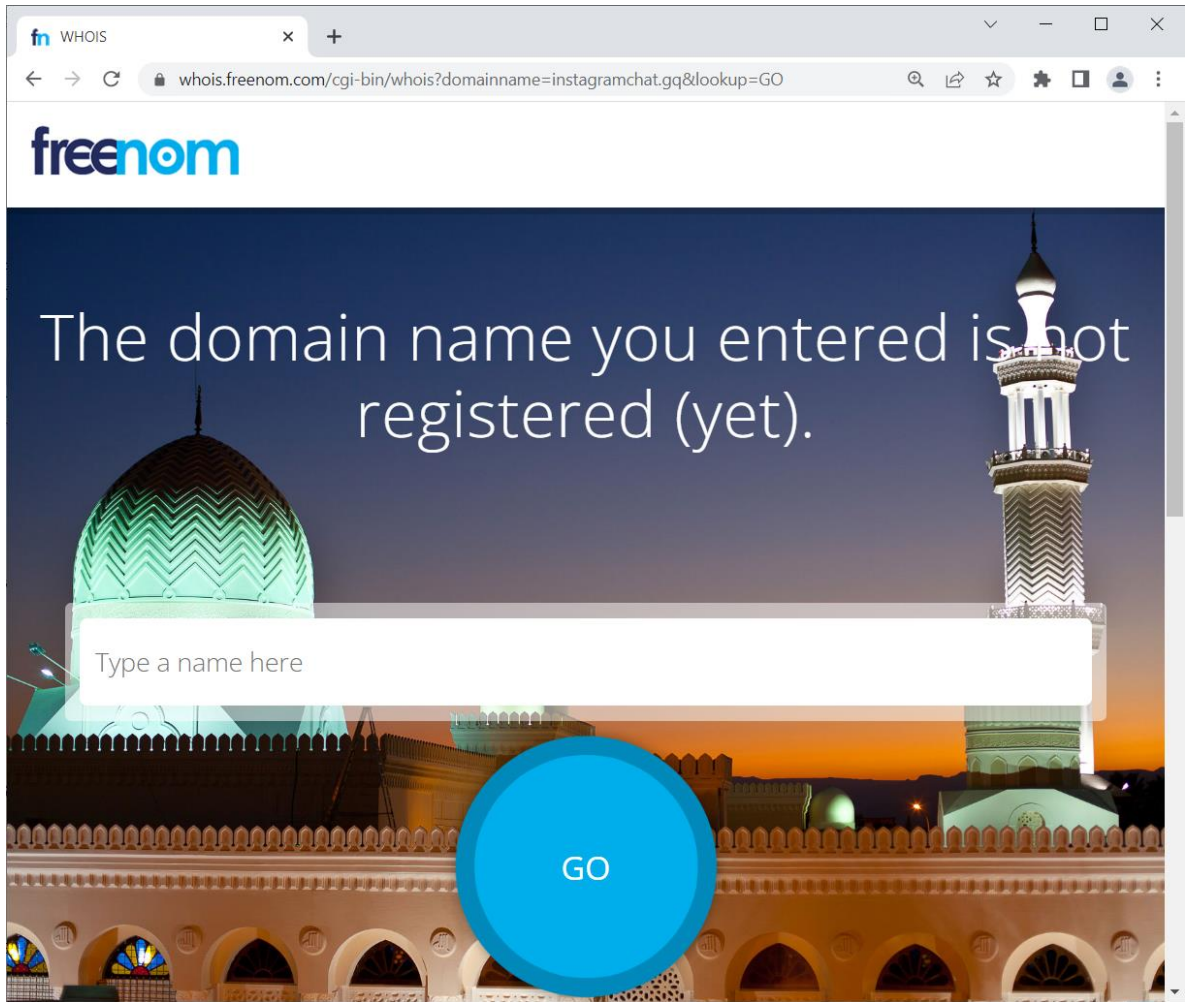 fn WHOIS
whois.freenom.com/cgi-bin/whois?domainname=instagramchat.gq&lookup=GO
freenom
The domain name you entered is not
registered (yet).
Type a name here
GO